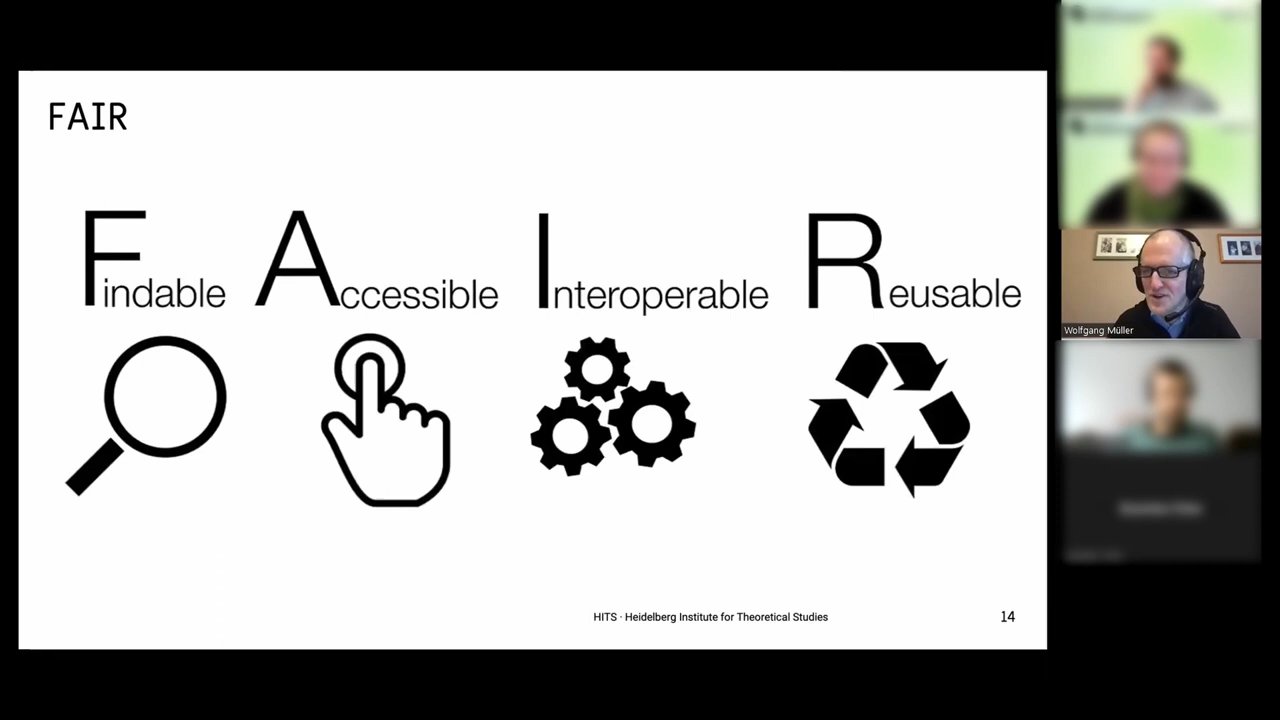 FAIR
Findable Accessible Interoperable Reusable
Wolfgang Müller
HITS · Heidelberg Institute for Theoretical Studies 14